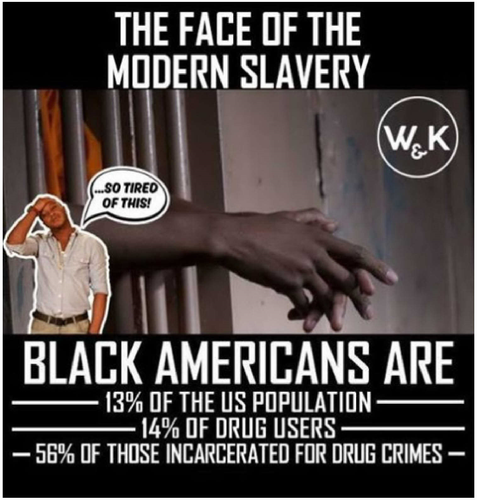 THE FACE OF THE
MODERN SLAVERY
W&K
...SO TIRED
OF THIS!
BLACK AMERICANS ARE
13% OF THE US POPULATION
14% OF DRUG USERS
56% OF THOSE INCARCERATED FOR DRUG CRIMES